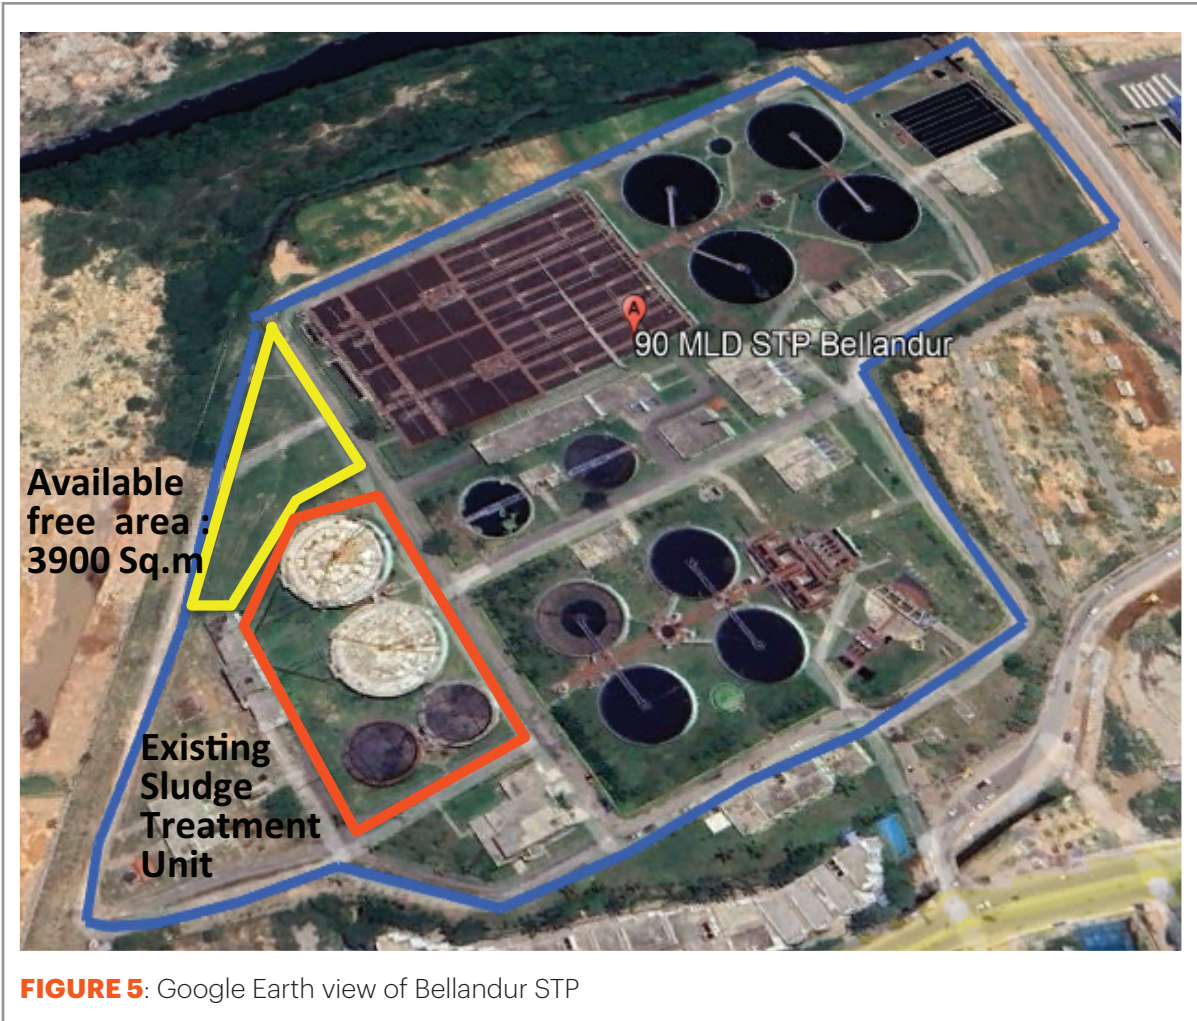 A
90 MLD STP Bellandur
Available
free area :
3900 Sq.m
Existing
Sludge
Treatment
Unit
FIGURE 5: Google Earth view of Bellandur STP